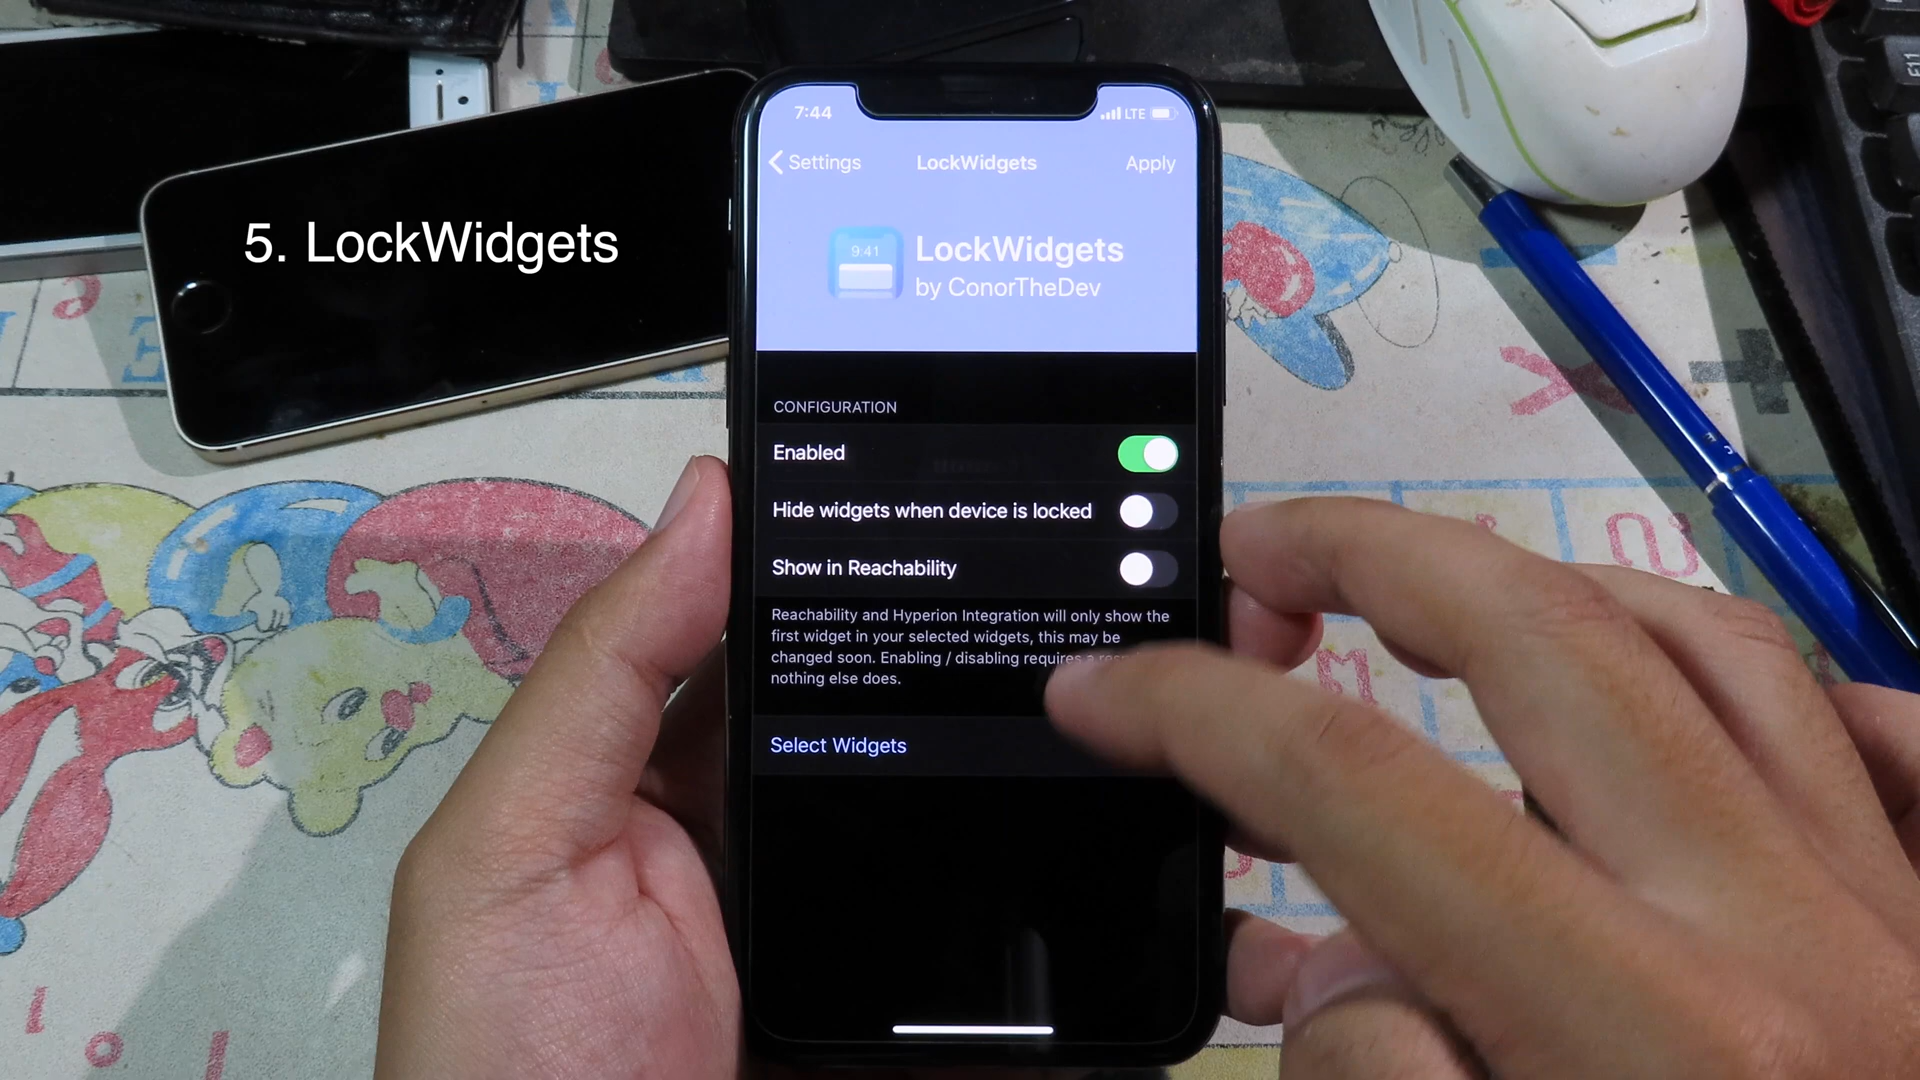 7:44
LTE
Settings
LockWidgets
Apply
5. LockWidgets
9:41
LockWidgets
by ConorTheDev
CONFIGURATION
Enabled
Hide widgets when device is locked
Show in Reachability
Reachability and Hyperion Integration will only show the
first widget in your selected widgets, this may be
changed soon. Enabling / disabling requires a
nothing else does.
Select Widgets
F11
E
M